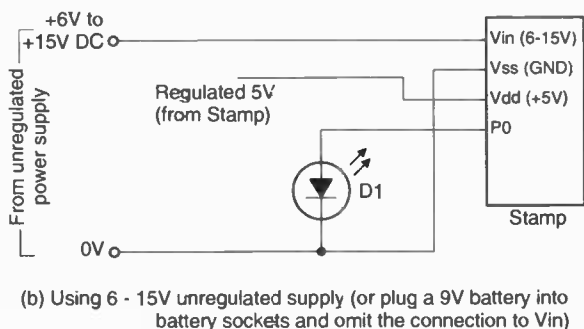 +6V to
+15V DC
Vin (6-15V)
Vss (GND)
Regulated 5V
(from Stamp)
Vdd (+5V)
P0
From unregulated
power supply
D1
Stamp
0V
(b) Using 6 - 15V unregulated supply (or plug a 9V battery into
battery sockets and omit the connection to Vin)